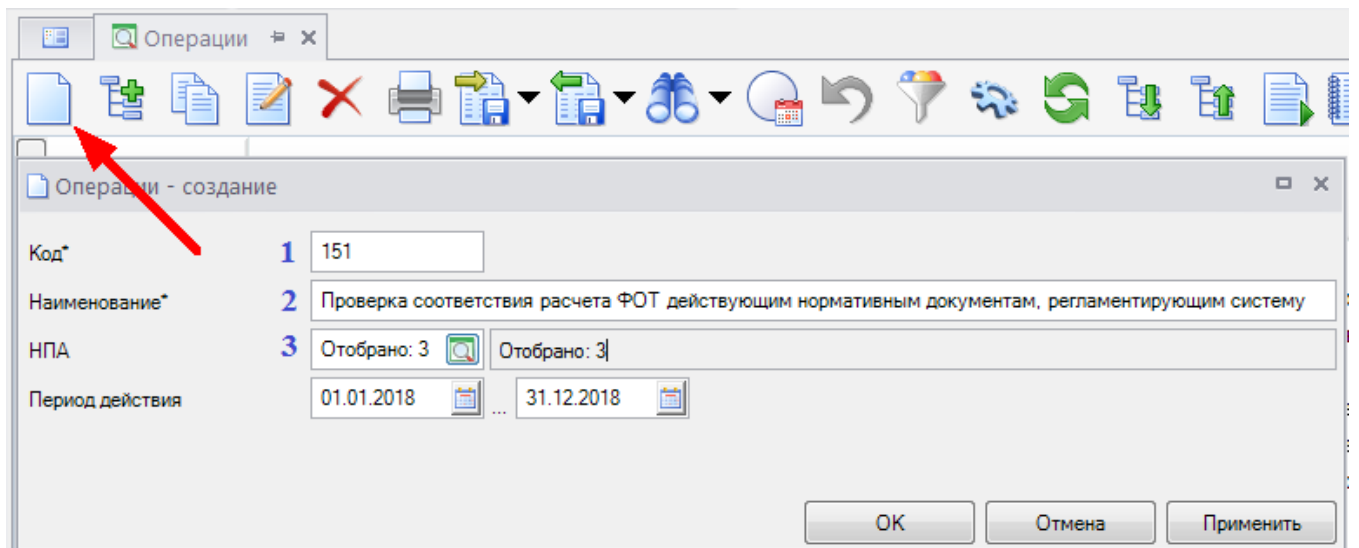 Операции
Операции - создание
Код* 1 151
Наименование* 2 Проверка соответствия расчета ФОТ действующим нормативным документам, регламентирующим систему
НПА 3 Отобрано: 3 Отобрано: 3
Период действия 01.01.2018 ... 31.12.2018
ОК Отмена Применить